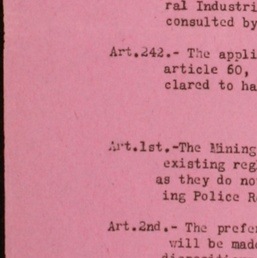 ral Industri
consulted by
Art.242.- The appli
article 60,
clared to ha
Art.1st.-The Mining
existing reg
as they do no
ing Police R
Art.2nd.- The prefer
will be made